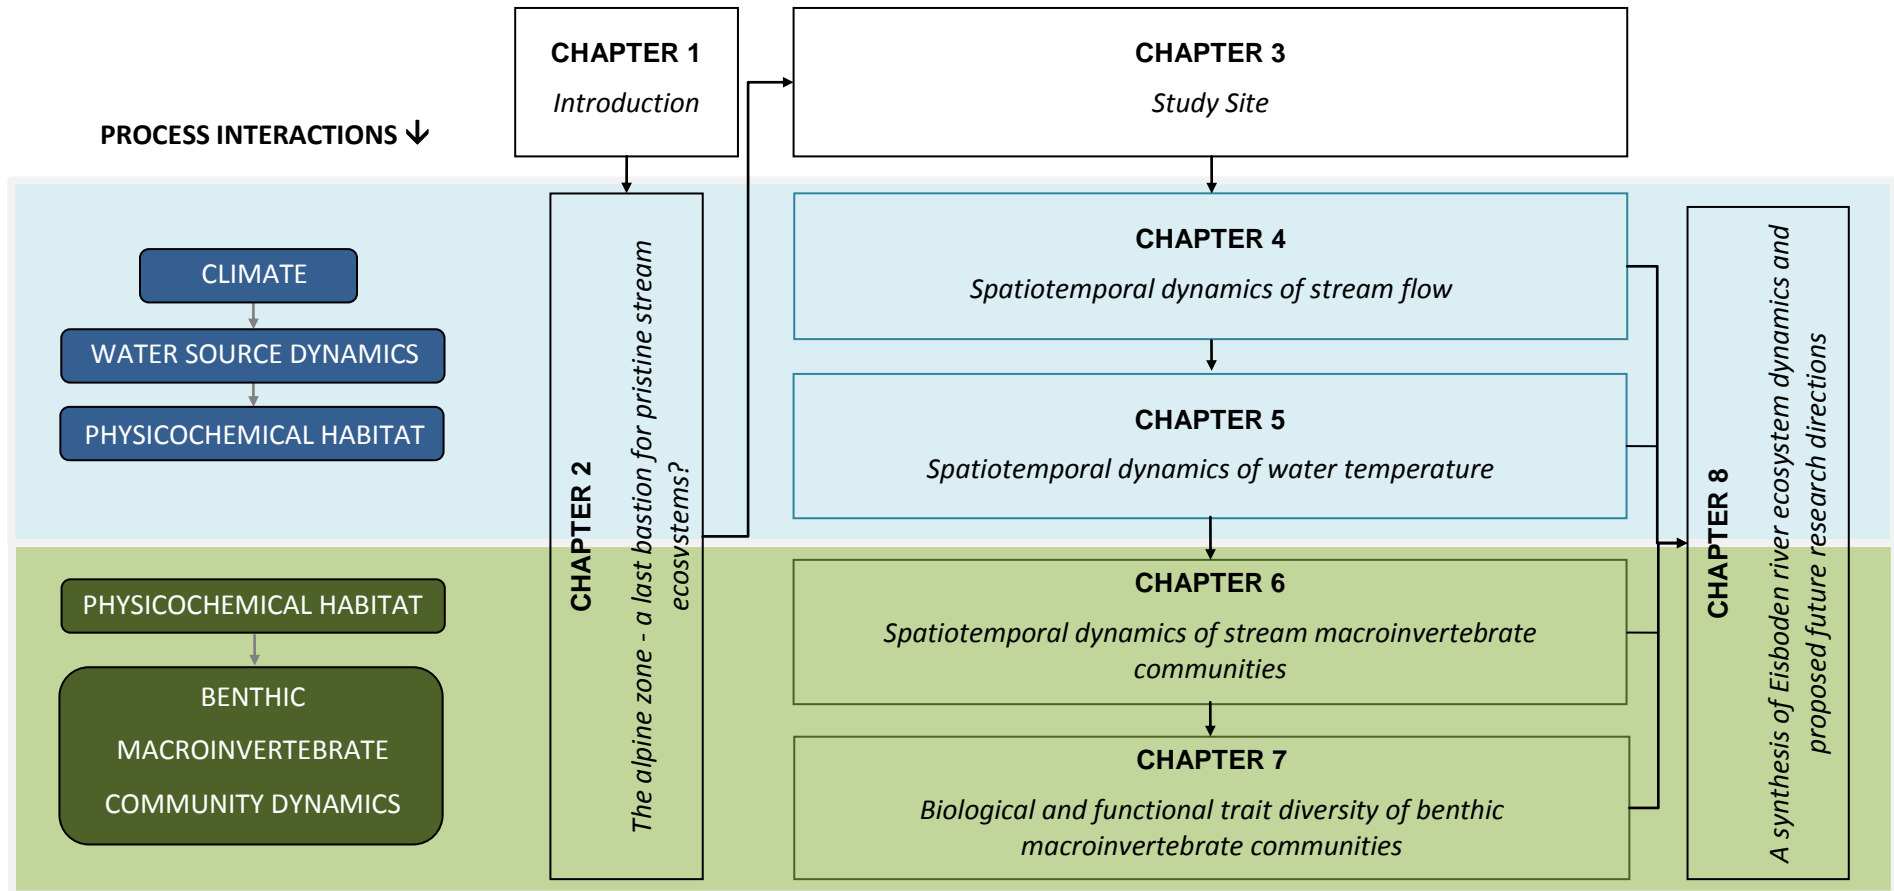 CHAPTER 1
Introduction
CHAPTER 3
Study Site
PROCESS INTERACTIONS ↓
CLIMATE
WATER SOURCE DYNAMICS
PHYSICOCHEMICAL HABITAT
PHYSICOCHEMICAL HABITAT
BENTHIC
MACROINVERTEBRATE
COMMUNITY DYNAMICS
CHAPTER 2
The alpine zone - a last bastion for pristine stream
ecosystems?
CHAPTER 4
Spatiotemporal dynamics of stream flow
CHAPTER 5
Spatiotemporal dynamics of water temperature
CHAPTER 6
Spatiotemporal dynamics of stream macroinvertebrate
communities
CHAPTER 7
Biological and functional trait diversity of benthic
macroinvertebrate communities
CHAPTER 8
A synthesis of Eisboden river ecosystem dynamics and
proposed future research directions